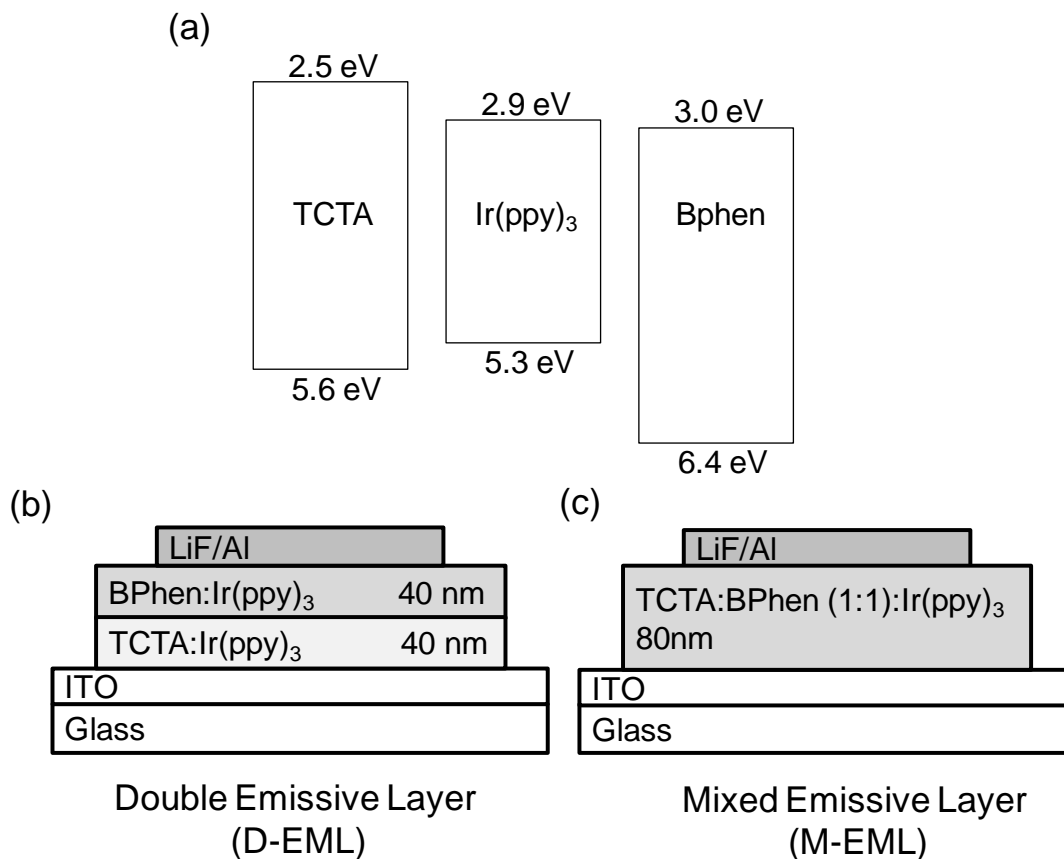 (a)
2.5 eV
2.9 eV
3.0 eV
TCTA
Ir(ppy)₃
Bphen
5.6 eV
5.3 eV
6.4 eV
(b)
LiF/Al
BPhen:Ir(ppy)₃ 40 nm
TCTA:Ir(ppy)₃ 40 nm
ITO
Glass
Double Emissive Layer
(D-EML)
(c)
LiF/Al
TCTA:BPhen (1:1):Ir(ppy)₃
80nm
ITO
Glass
Mixed Emissive Layer
(M-EML)